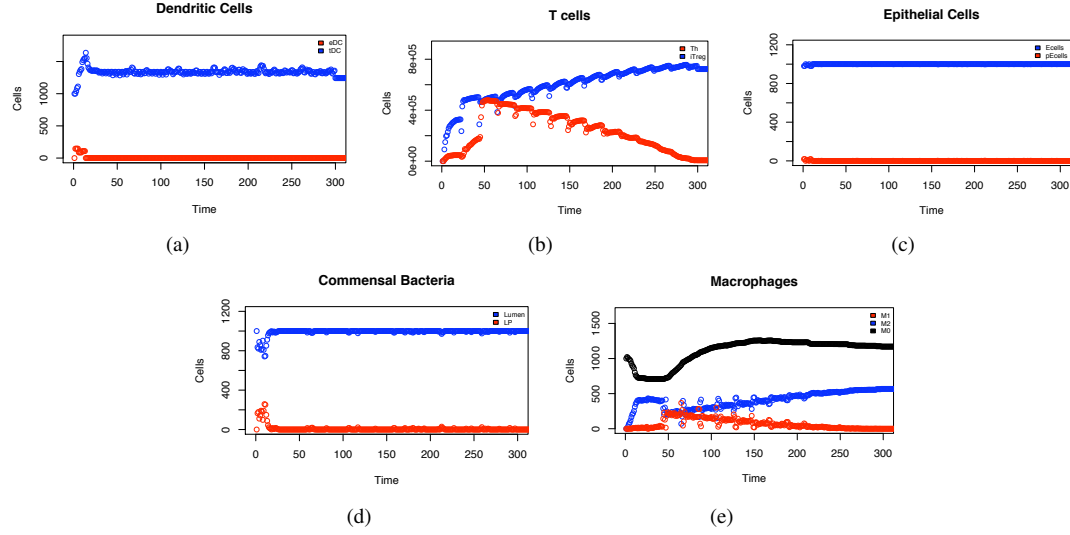 Dendritic Cells
eDC
tDC
Cells
0
500
1000
0 50 100 150 200 250 300
Time
(a)
T cells
Th
iTreg
Cells
0e+00
4e+05
8e+05
0 50 100 150 200 250 300
Time
(b)
Epithelial Cells
Ecells
pEcells
Cells
0
200
600
1000
0 50 100 150 200 250 300
Time
(c)
Commensal Bacteria
Lumen
LP
Cells
0
400
800
1200
0 50 100 150 200 250 300
Time
(d)
Macrophages
M1
M2
M0
Cells
0
500
1000
1500
0 50 100 150 200 250 300
Time
(e)